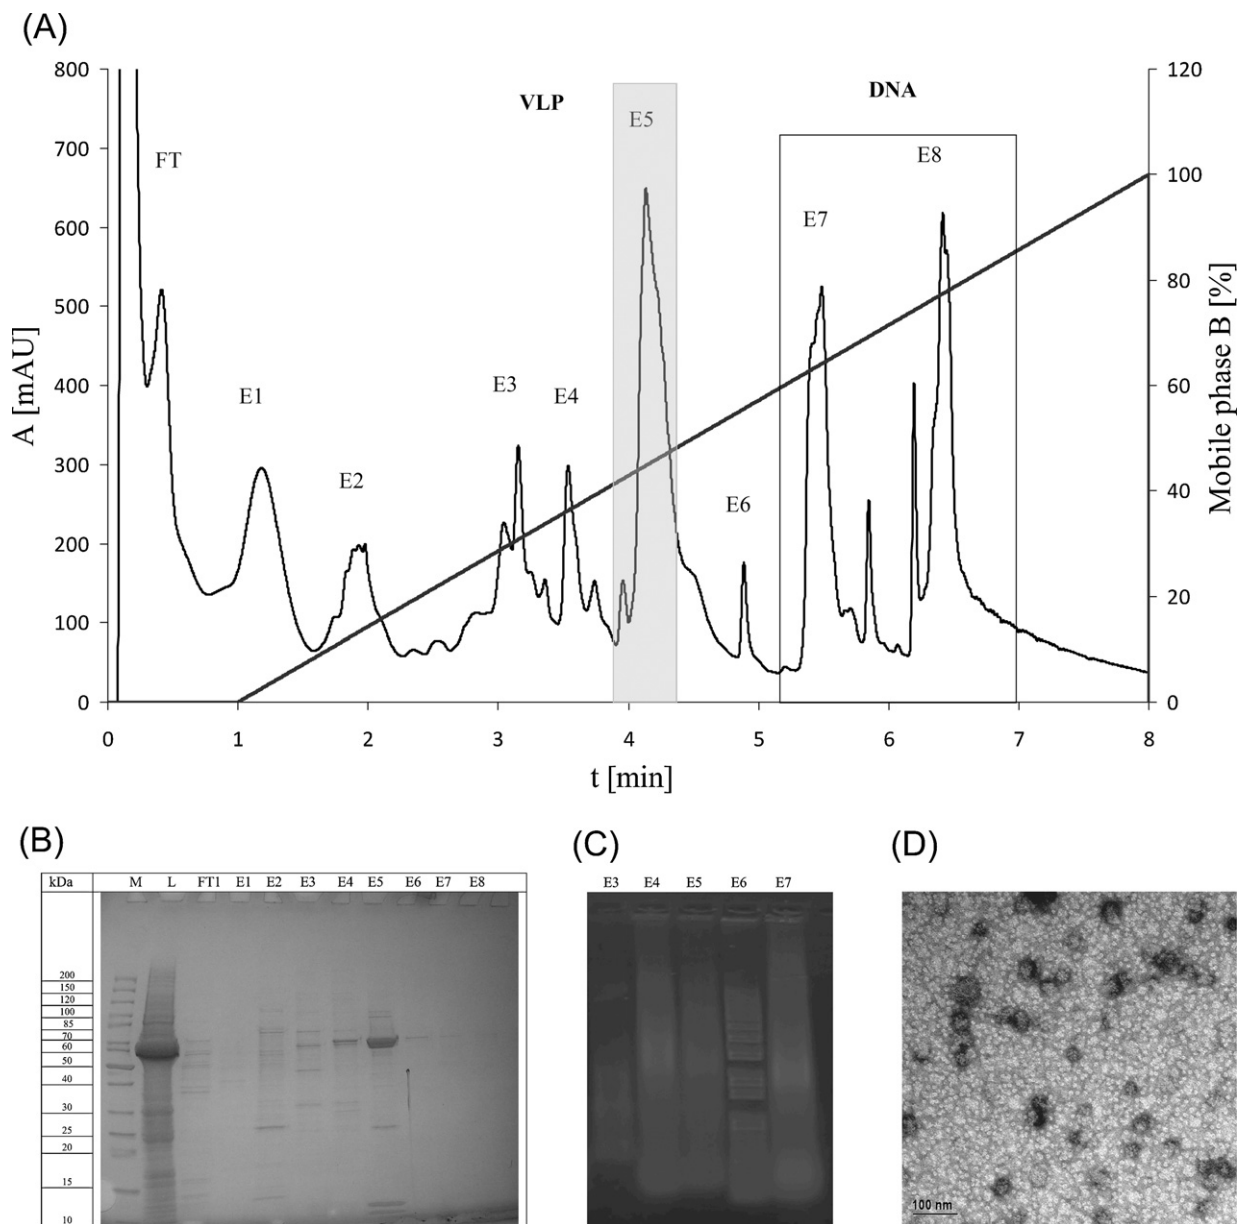 (A)
800 120
VLP DNA
E5
700 100
FT E8
600
E7 80
500
A [mAU]
Mobile phase B [%]
400 60
E1 E3 E4
300
E2 40
E6
200
20
100
0 0
0 1 2 3 4 5 6 7 8
t [min]
(B) (C) (D)
kDa M L FT1 E1 E2 E3 E4 E5 E6 E7 E8
E3 E4 E5 E6 E7
200
150
120
100
85
70
60
50
40
30
25
20
15
10
100 nm